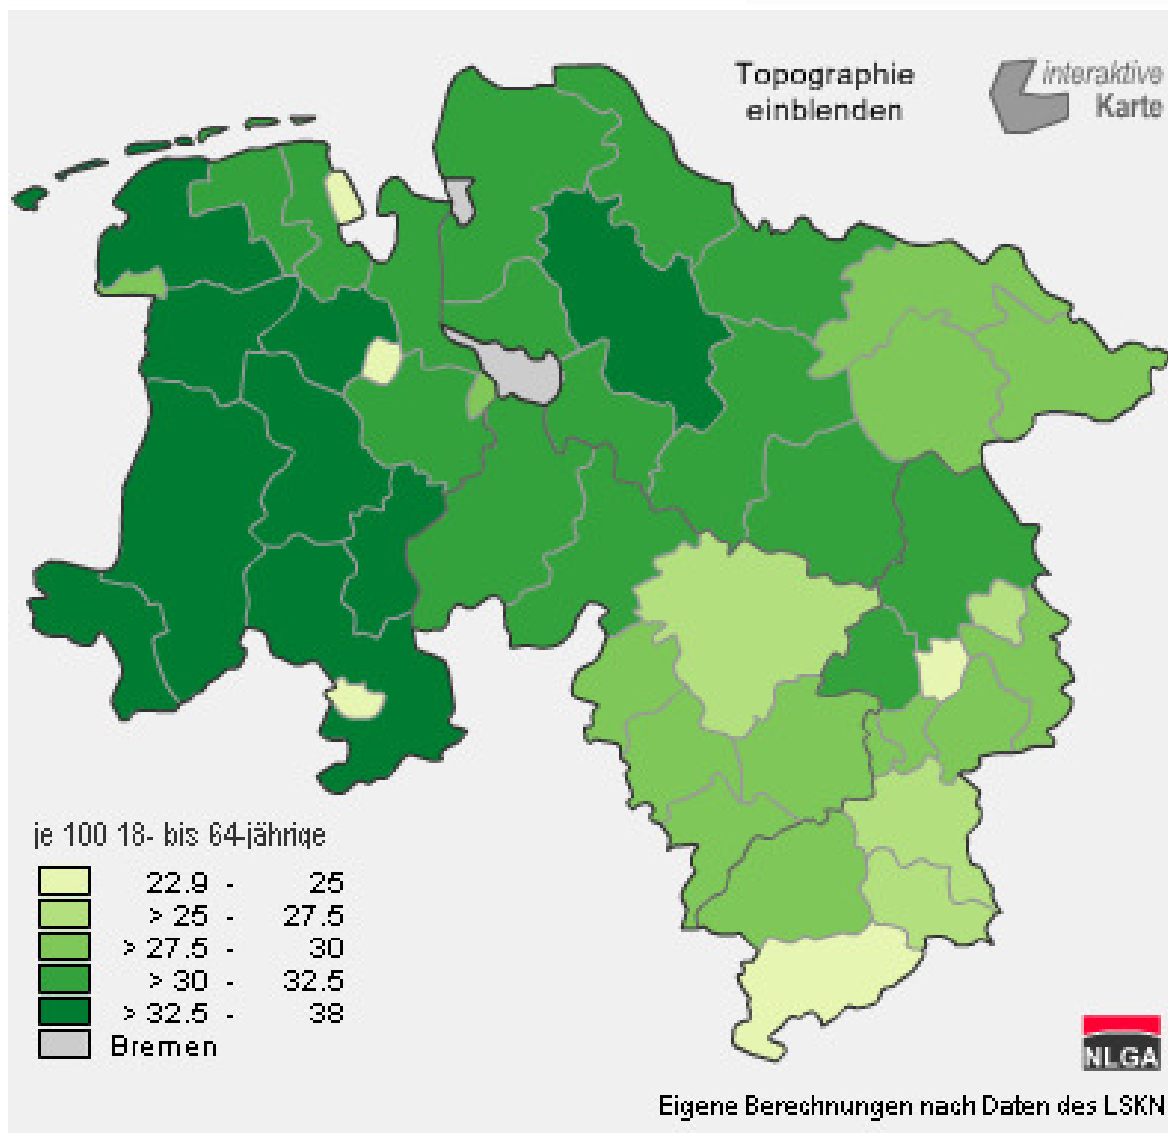 Topographie
einblenden
interaktive
Karte
je 100 18- bis 64-jährige
22.9 - 25
> 25 - 27.5
> 27.5 - 30
> 30 - 32.5
> 32.5 - 38
Bremen
NLGA
Eigene Berechnungen nach Daten des LSKN